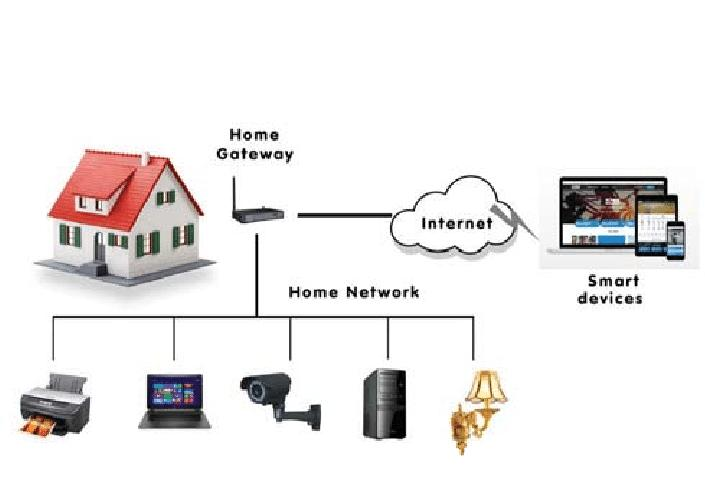 Home
Gateway
Internet
Smart
devices
Home Network